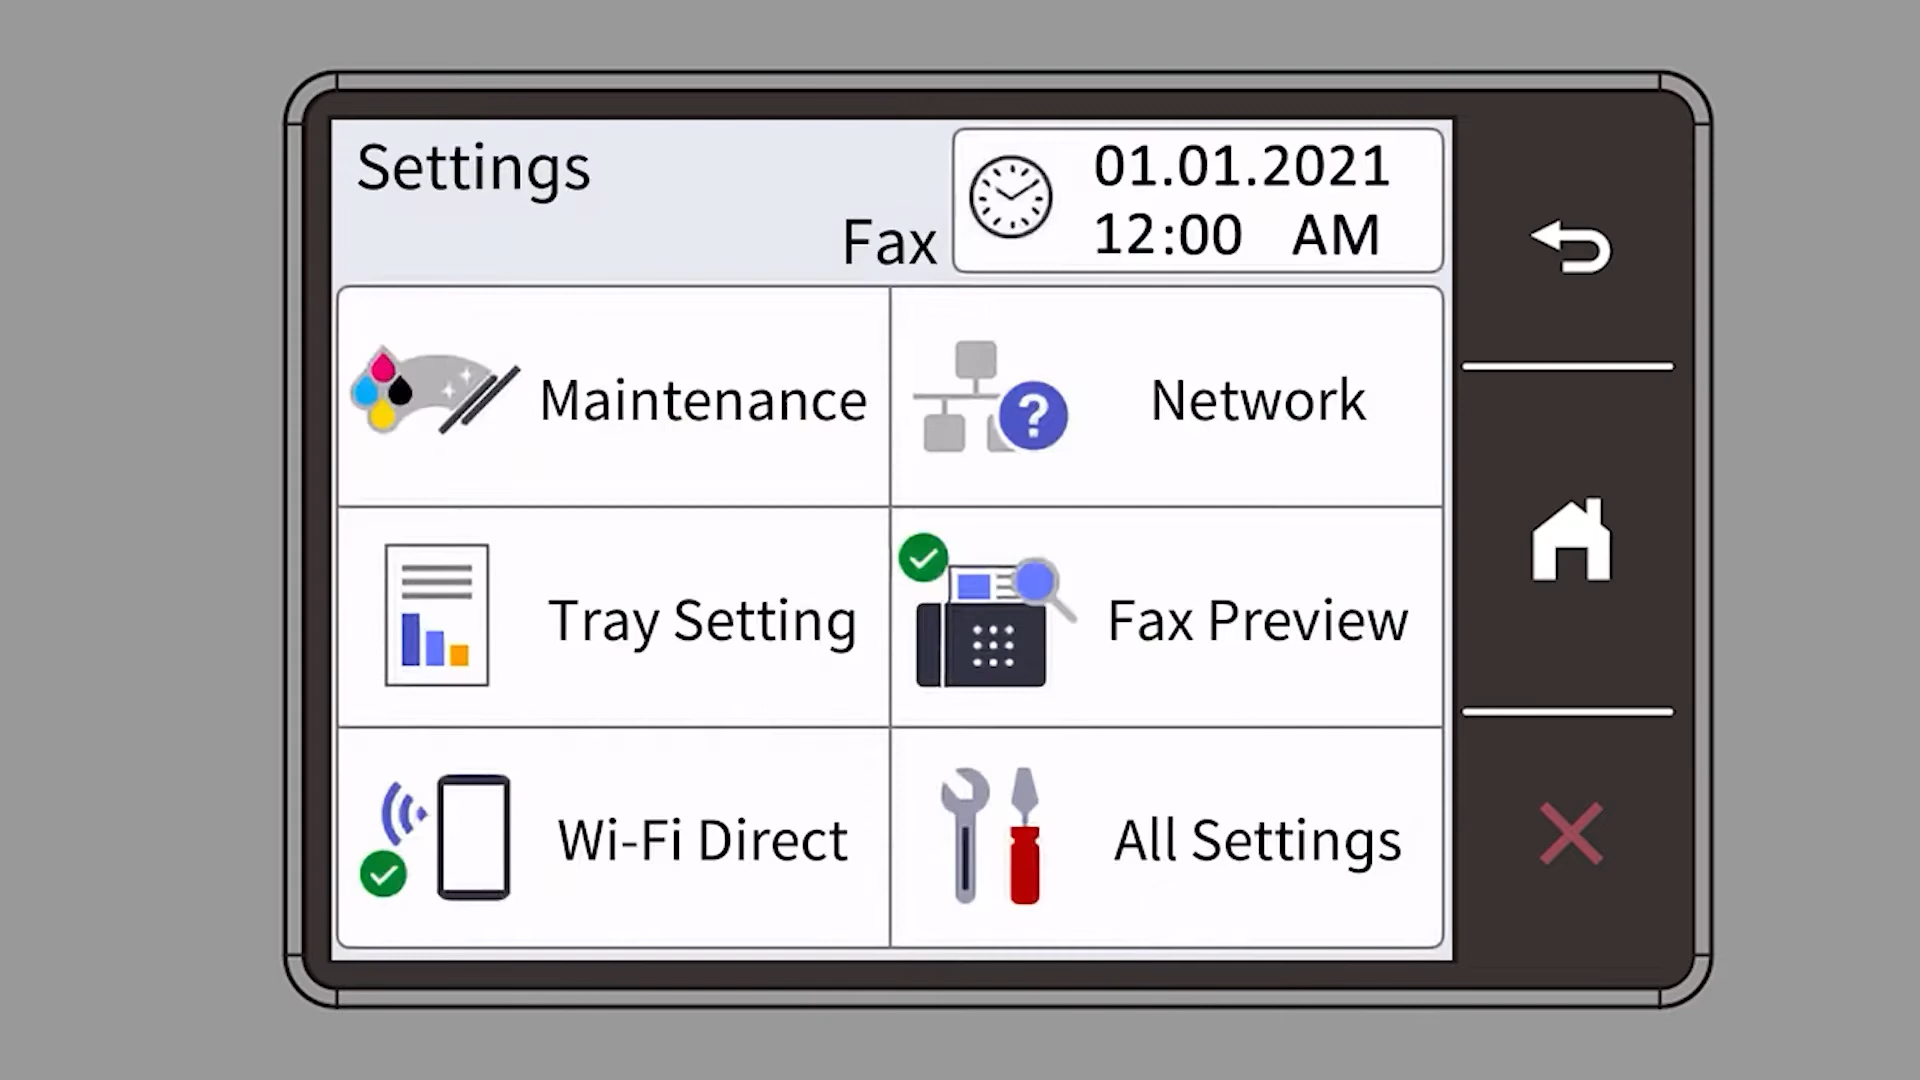 Settings
01.01.2021
Fax
12:00 AM
Maintenance
Network
Tray Setting
Fax Preview
Wi-Fi Direct
All Settings